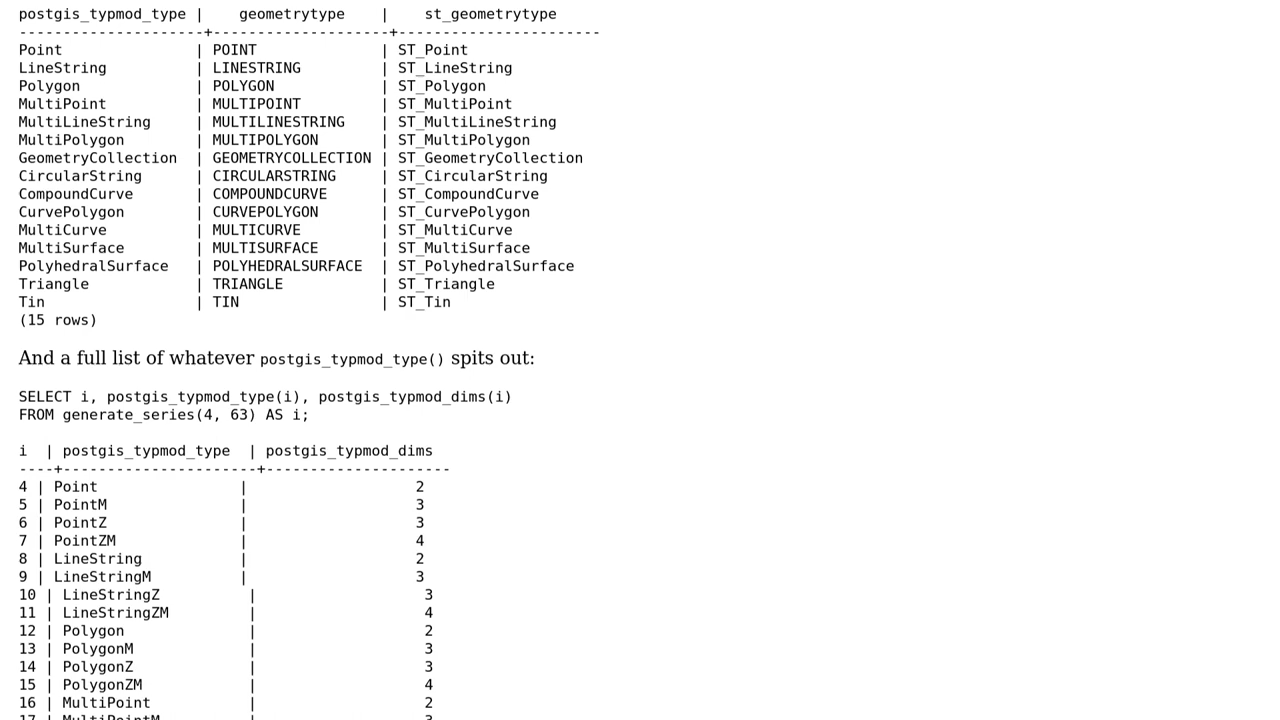 postgis_typmod_type |    geometrytype    |    st_geometrytype
---------------------+--------------------+-----------------------
Point               | POINT              | ST_Point
LineString          | LINESTRING         | ST_LineString
Polygon             | POLYGON            | ST_Polygon
MultiPoint          | MULTIPOINT         | ST_MultiPoint
MultiLineString     | MULTILINESTRING    | ST_MultiLineString
MultiPolygon        | MULTIPOLYGON       | ST_MultiPolygon
GeometryCollection  | GEOMETRYCOLLECTION | ST_GeometryCollection
CircularString      | CIRCULARSTRING     | ST_CircularString
CompoundCurve       | COMPOUNDCURVE      | ST_CompoundCurve
CurvePolygon        | CURVEPOLYGON       | ST_CurvePolygon
MultiCurve          | MULTICURVE         | ST_MultiCurve
MultiSurface        | MULTISURFACE       | ST_MultiSurface
PolyhedralSurface   | POLYHEDRALSURFACE  | ST_PolyhedralSurface
Triangle            | TRIANGLE           | ST_Triangle
Tin                 | TIN                | ST_Tin
(15 rows)
And a full list of whatever postgis_typmod_type() spits out:
SELECT i, postgis_typmod_type(i), postgis_typmod_dims(i)
FROM generate_series(4, 63) AS i;
i  | postgis_typmod_type  | postgis_typmod_dims
----+----------------------+---------------------
4 | Point                |                   2
5 | PointM               |                   3
6 | PointZ               |                   3
7 | PointZM              |                   4
8 | LineString           |                   2
9 | LineStringM          |                   3
10 | LineStringZ          |                   3
11 | LineStringZM         |                   4
12 | Polygon              |                   2
13 | PolygonM             |                   3
14 | PolygonZ             |                   3
15 | PolygonZM            |                   4
16 | MultiPoint           |                   2
17 | MultiPointM          |                   3